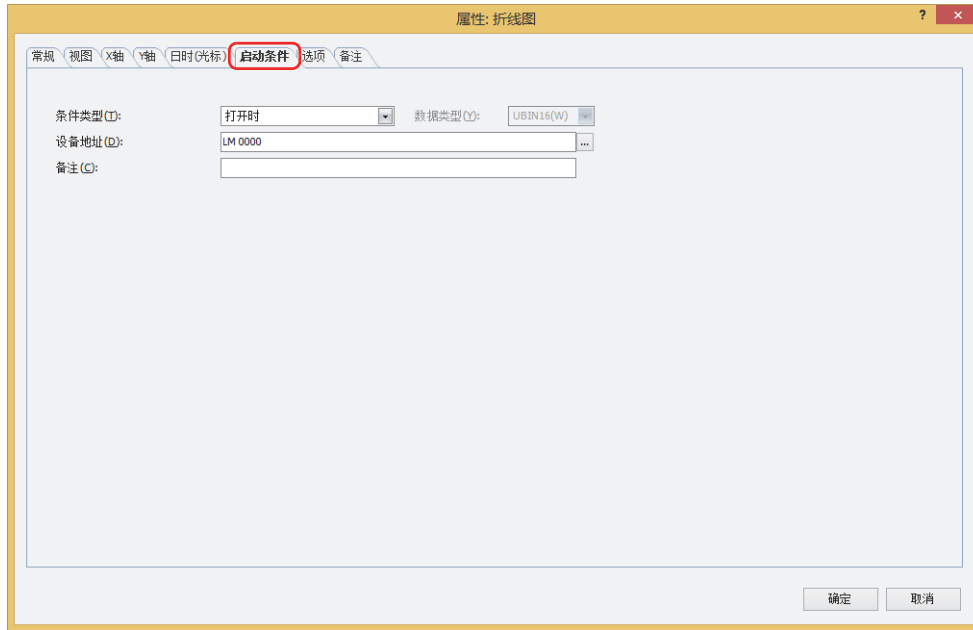 属性: 折线图 ? ×
常规 视图 X轴 Y轴 日时(光标) 启动条件 选项 备注
条件类型(T): 打开时 数据类型(Y): UBIN16(W)
设备地址(D): LM 0000 ...
备注(C):
确定 取消